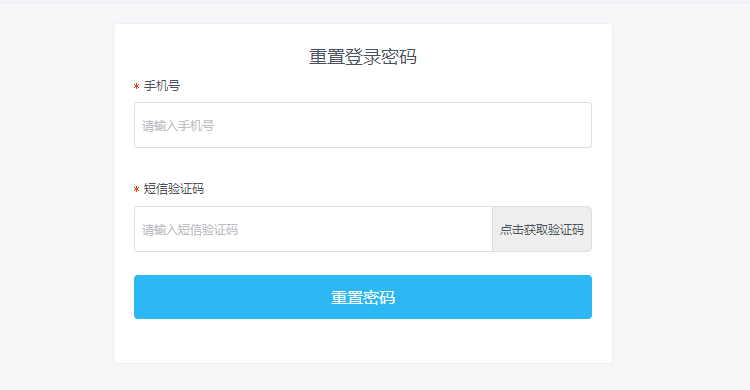 重置登录密码
* 手机号
请输入手机号
* 短信验证码
请输入短信验证码 点击获取验证码
重置密码